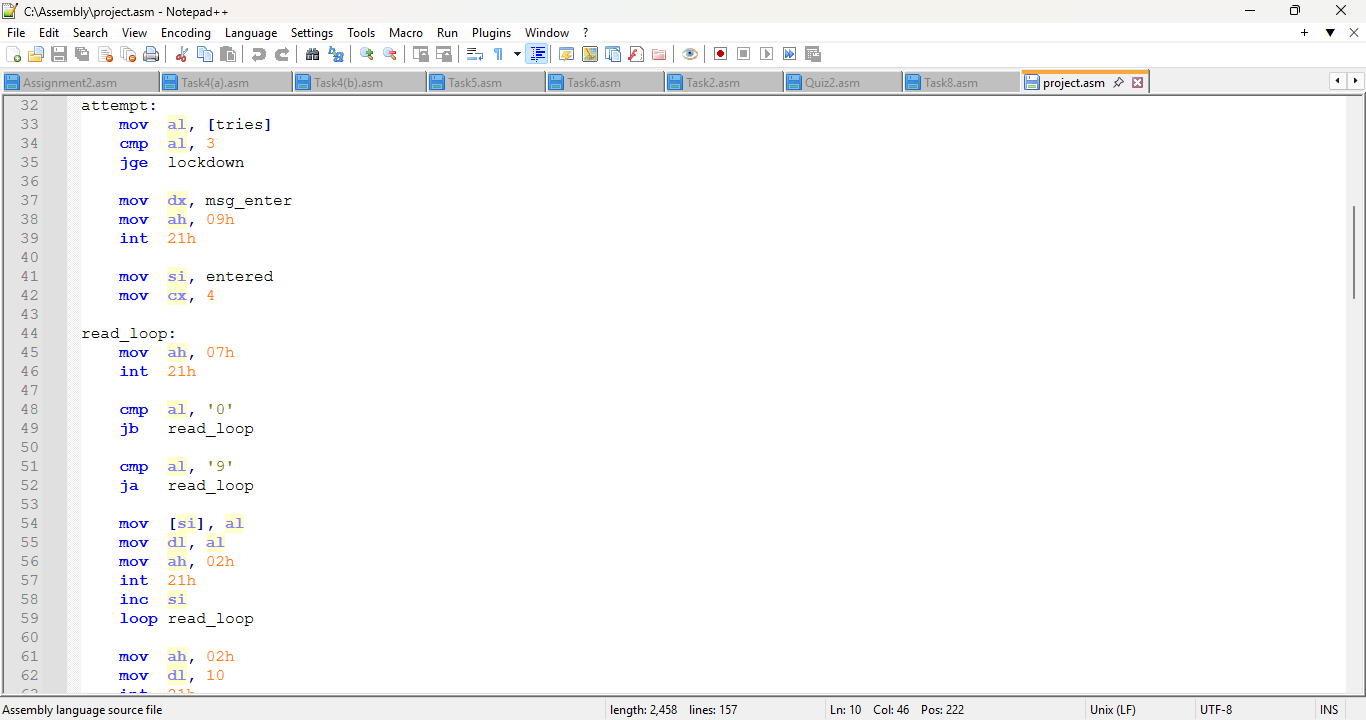 C:\Assembly\project.asm - Notepad++
File Edit Search View Encoding Language Settings Tools Macro Run Plugins Window ?
Assignment2.asm Task4(a).asm Task4(b).asm Task5.asm Task6.asm Task2.asm Quiz2.asm Task8.asm project.asm
32 attempt:
33 mov al, [tries]
34 cmp al, 3
35 jge lockdown
36
37 mov dx, msg_enter
38 mov ah, 09h
39 int 21h
40
41 mov si, entered
42 mov cx, 4
43
44 read_loop:
45 mov ah, 07h
46 int 21h
47
48 cmp al, '0'
49 jb read_loop
50
51 cmp al, '9'
52 ja read_loop
53
54 mov [si], al
55 mov dl, al
56 mov ah, 02h
57 int 21h
58 inc si
59 loop read_loop
60
61 mov ah, 02h
62 mov dl, 10
63 int 21h
Assembly language source file length: 2,458 lines: 157 Ln: 10 Col: 46 Pos: 222 Unix (LF) UTF-8 INS